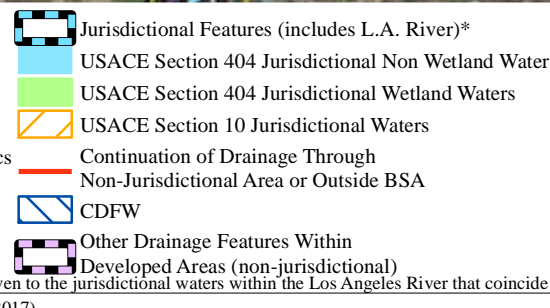 Jurisdictional Features (includes L.A. River)*
USACE Section 404 Jurisdictional Non Wetland Water
USACE Section 404 Jurisdictional Wetland Waters
USACE Section 10 Jurisdictional Waters
Continuation of Drainage Through
Non-Jurisdictional Area or Outside BSA
CDFW
Other Drainage Features Within
Developed Areas (non-jurisdictional)
to the jurisdictional waters within the Los Angeles River that coincide